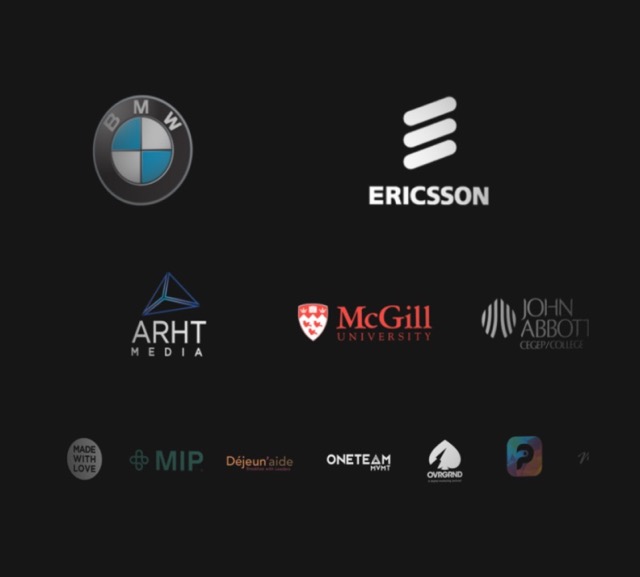 BMW
ERICSSON
ARHT
MEDIA
McGill
UNIVERSITY
JOHN
ABBOTT
CEGEP/COLLEGE
MADE
WITH
LOVE
MIP
Déjeun'aide
ONETEAM
MVMT
OVRGRND
P